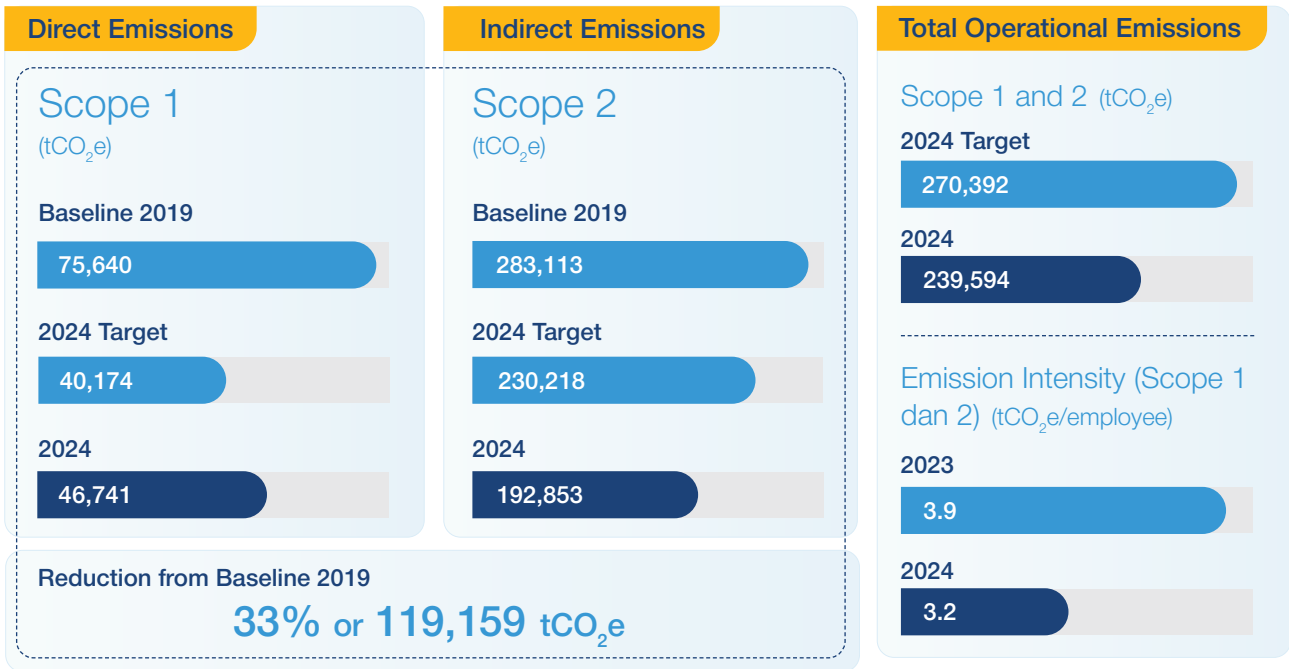 Direct Emissions
Scope 1
(tCO₂e)
Baseline 2019
75,640
2024 Target
40,174
2024
46,741
Indirect Emissions
Scope 2
(tCO₂e)
Baseline 2019
283,113
2024 Target
230,218
2024
192,853
Reduction from Baseline 2019
33% or 119,159 tCO₂e
Total Operational Emissions
Scope 1 and 2 (tCO₂e)
2024 Target
270,392
2024
239,594
Emission Intensity (Scope 1
dan 2) (tCO₂e/employee)
2023
3.9
2024
3.2